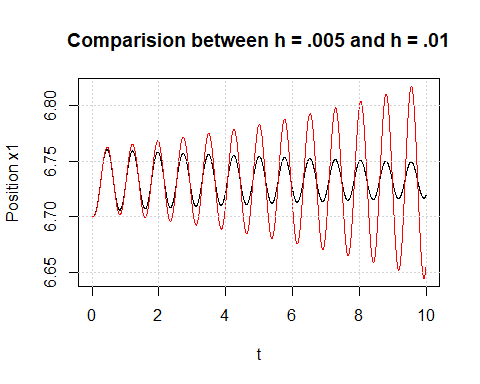 Comparision between h = .005 and h = .01
Position x1
6.80
6.75
6.70
6.65
0 2 4 6 8 10
t